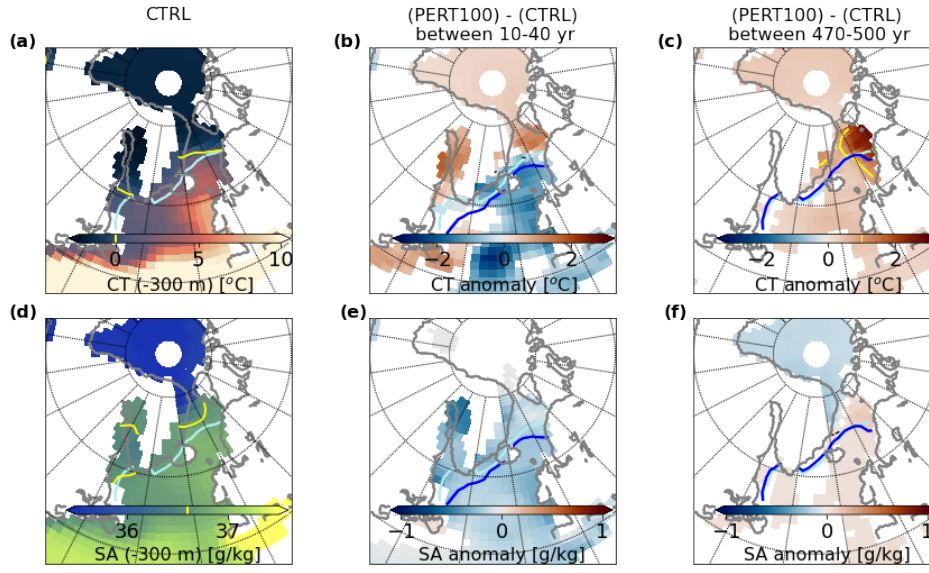 CTRL
(PERT100) - (CTRL)
between 10-40 yr
(PERT100) - (CTRL)
between 470-500 yr
(a)
(b)
(c)
0 5 10
CT (-300 m) [°C]
−2 0 2
CT anomaly [°C]
−2 0 2
CT anomaly [°C]
(d)
(e)
(f)
36 37
SA (-300 m) [g/kg]
−1 0 1
SA anomaly [g/kg]
−1 0 1
SA anomaly [g/kg]